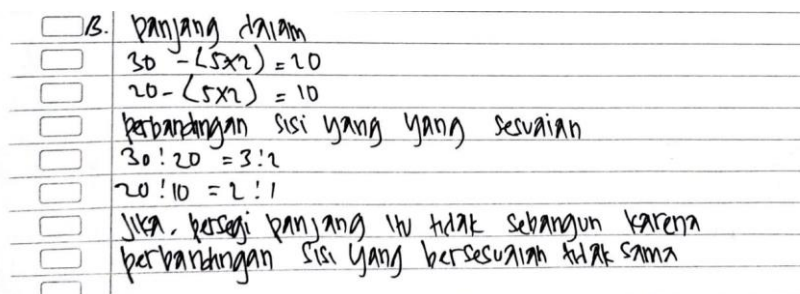 B. panjang dalam
30 - (5x2) = 20
20 - (5x2) = 10
perbandingan sisi yang yang sesuaian
30 : 20 = 3 : 2
20 : 10 = 2 : 1
Jika, persegi panjang itu tidak sebangun karena
perbandingan sisi yang bersesuaian tidak sama